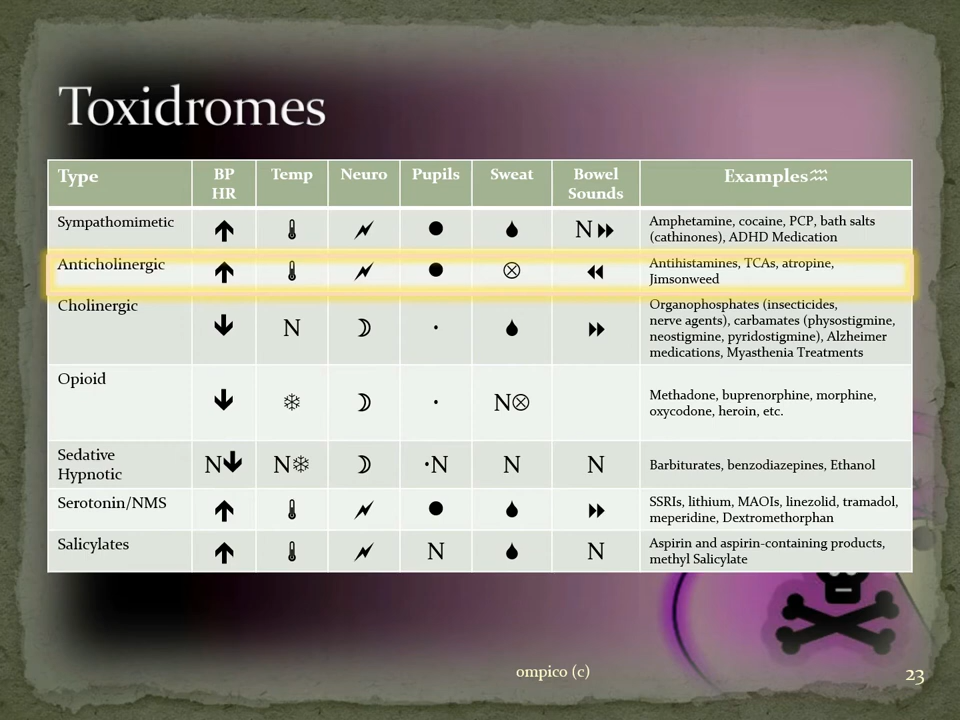 Toxidromes
Type BP HR Temp Neuro Pupils Sweat Bowel Sounds Examples♒
Sympathomimetic 🡅 🌡 🗲 ● 💧 N⏩ Amphetamine, cocaine, PCP, bath salts
(cathinones), ADHD Medication
Anticholinergic 🡅 🌡 🗲 ● ⊗ ⏪ Antihistamines, TCAs, atropine,
Jimsonweed
Cholinergic 🡇 N ☽ · 💧 ⏩ Organophosphates (insecticides,
nerve agents), carbamates (physostigmine,
neostigmine, pyridostigmine), Alzheimer
medications, Myasthenia Treatments
Opioid 🡇 ❄ ☽ · N⊗ Methadone, buprenorphine, morphine,
oxycodone, heroin, etc.
Sedative
Hypnotic N🡇 N❄ ☽ ·N N N Barbiturates, benzodiazepines, Ethanol
Serotonin/NMS 🡅 🌡 🗲 ● 💧 ⏩ SSRIs, lithium, MAOIs, linezolid, tramadol,
meperidine, Dextromethorphan
Salicylates 🡅 🌡 🗲 N 💧 N Aspirin and aspirin-containing products,
methyl Salicylate
ompico (c)
23